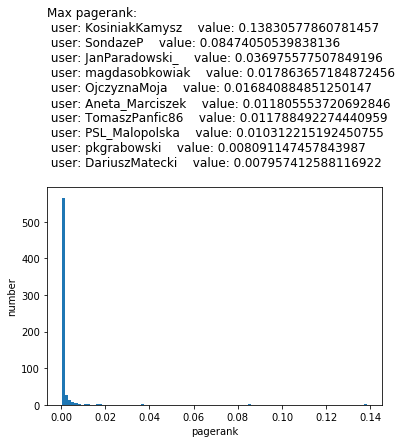 Max pagerank:
user: KosiniakKamysz    value: 0.13830577860781457
user: SondazeP    value: 0.08474050539838136
user: JanParadowski_    value: 0.036975577507849196
user: magdasobkowiak    value: 0.017863657184872456
user: OjczyznaMoja    value: 0.016840884851250147
user: Aneta_Marciszek    value: 0.011805553720692846
user: TomaszPanfic86    value: 0.011788492274440959
user: PSL_Malopolska    value: 0.010312215192450755
user: pkgrabowski    value: 0.008091147457843987
user: DariuszMatecki    value: 0.007957412588116922
500
400
300
200
100
0
number
0.00 0.02 0.04 0.06 0.08 0.10 0.12 0.14
pagerank